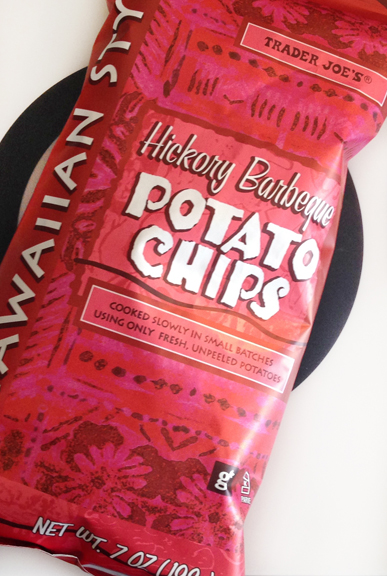 TRADER JOE'S®
AWAIIAN STY
Hickory Barbeque
POTATO
CHIPS
COOKED SLOWLY IN SMALL BATCHES
USING ONLY FRESH, UNPEELED POTATOES
g
NET WT. 7 OZ (199